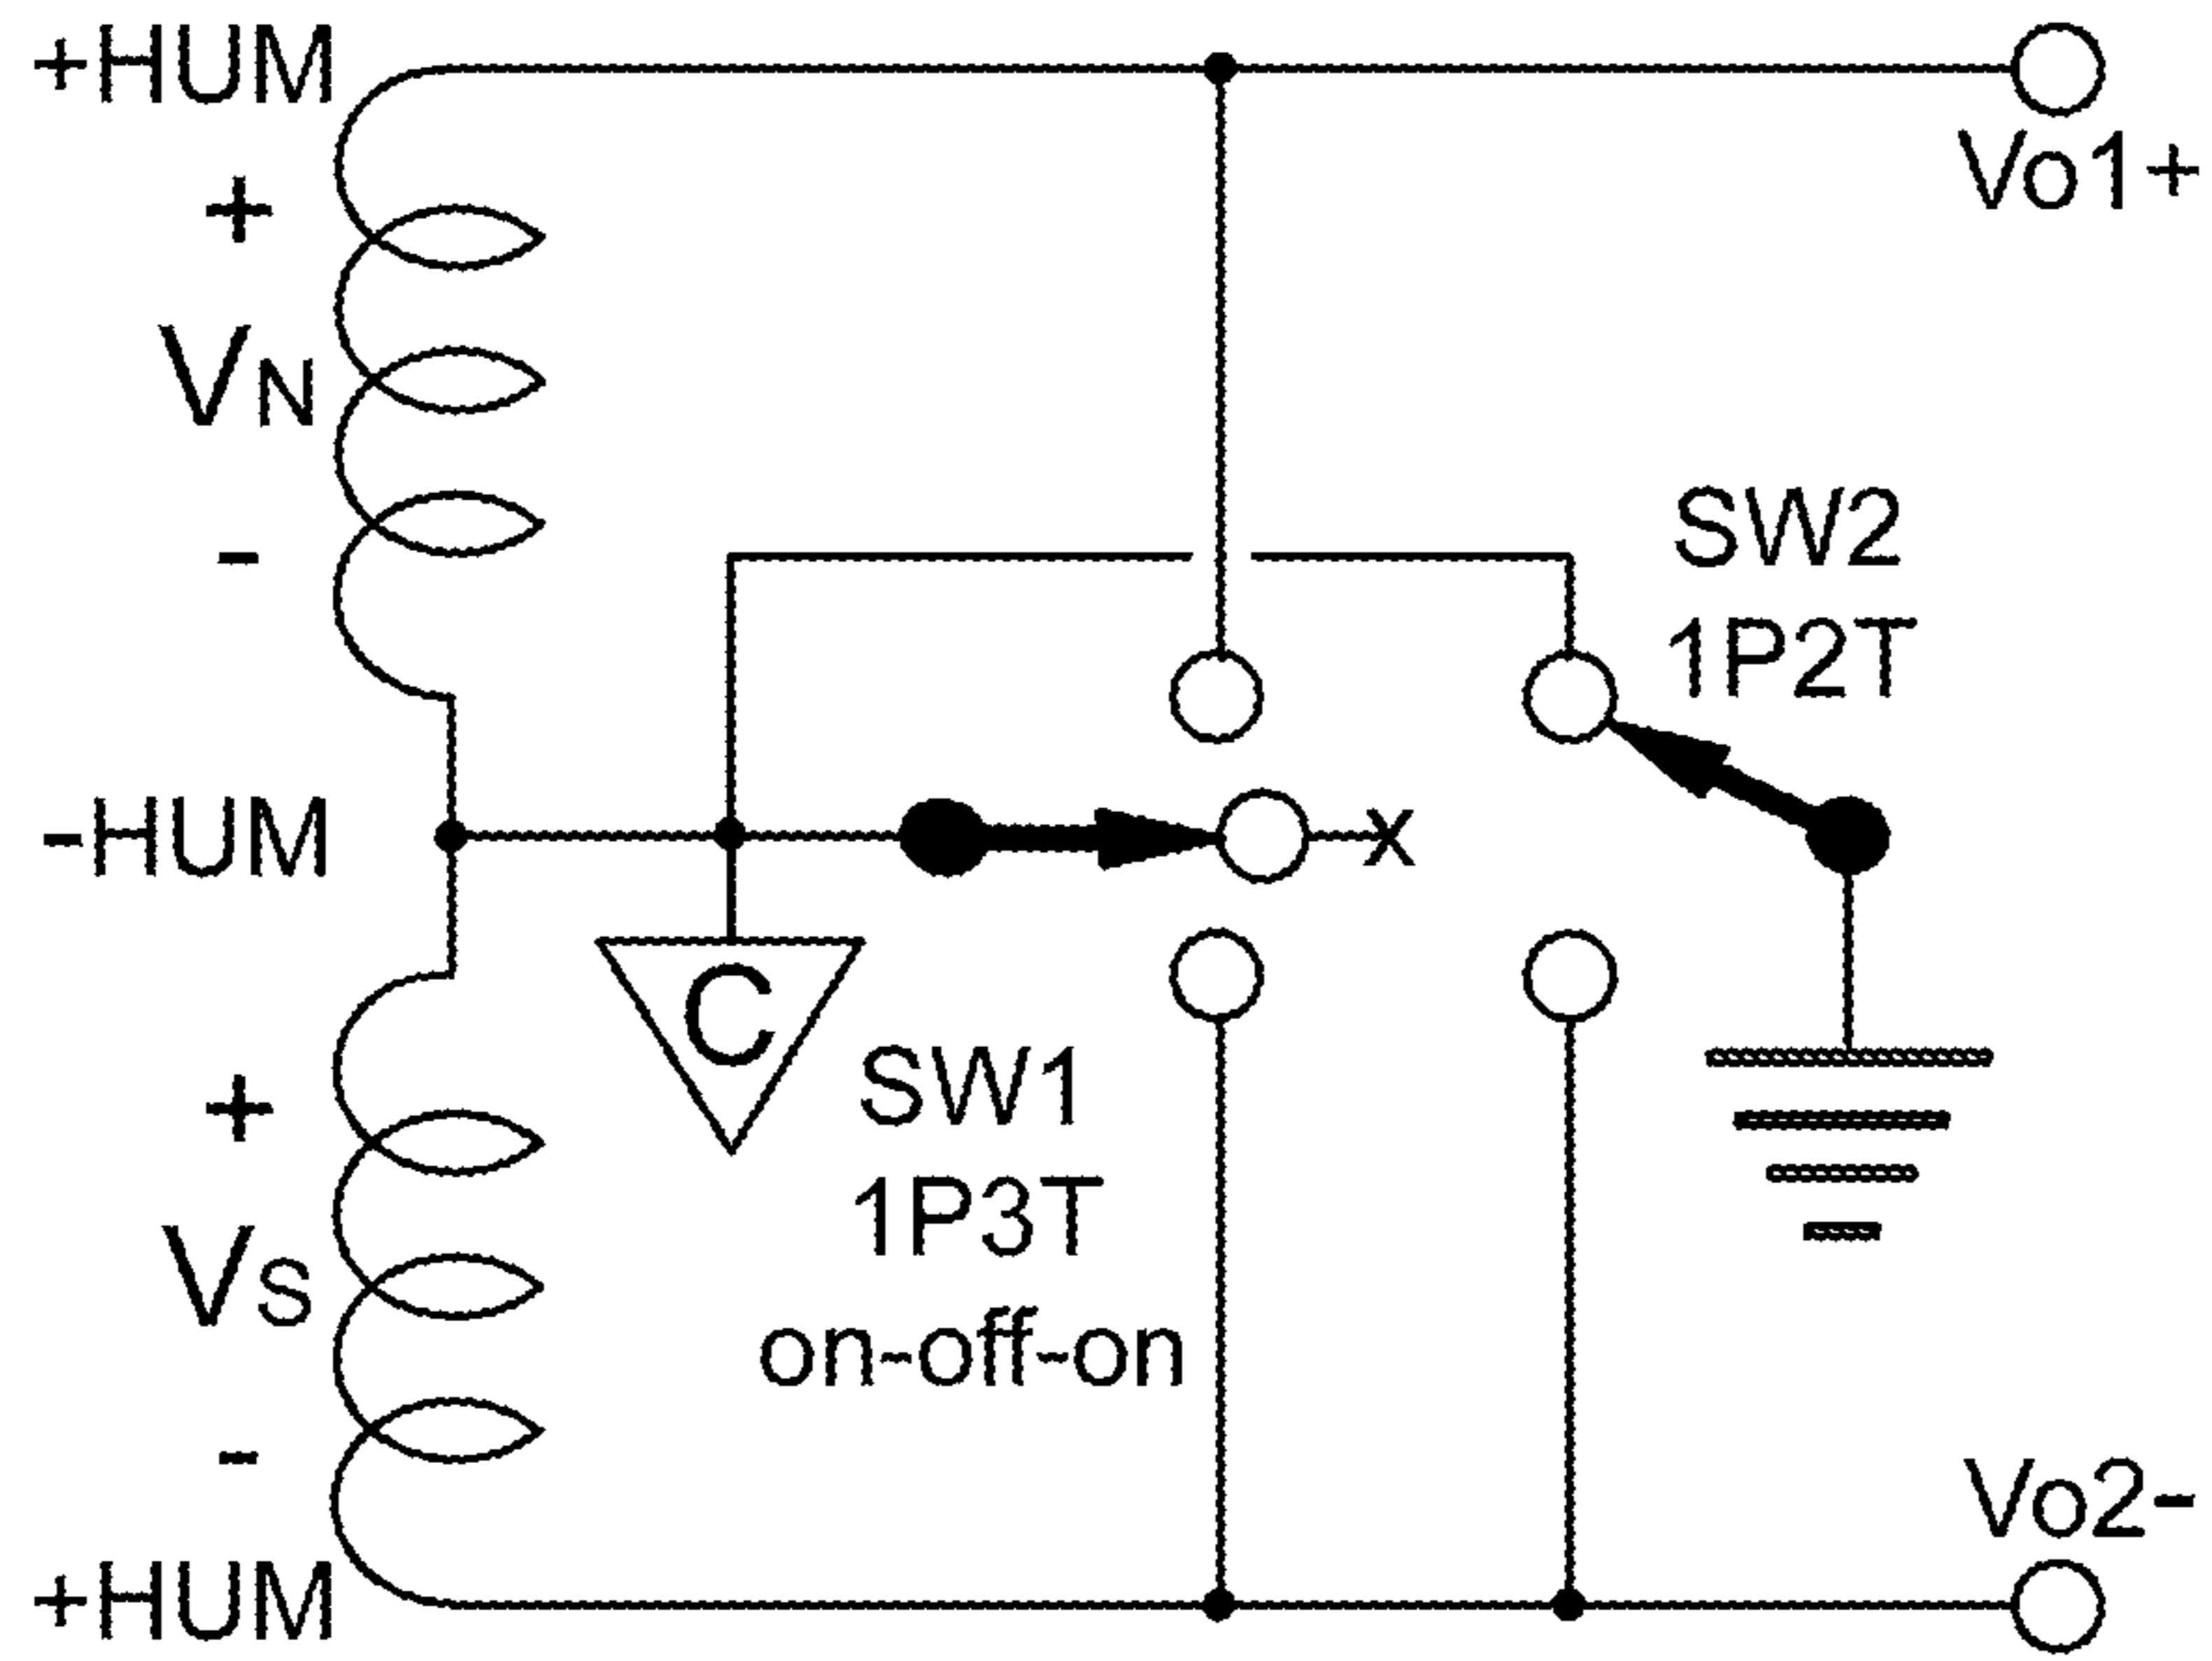 +HUM
Vo1+
+
VN
-
SW2
1P2T
-HUM
x
C
SW1
1P3T
on-off-on
+
VS
-
Vo2-
+HUM